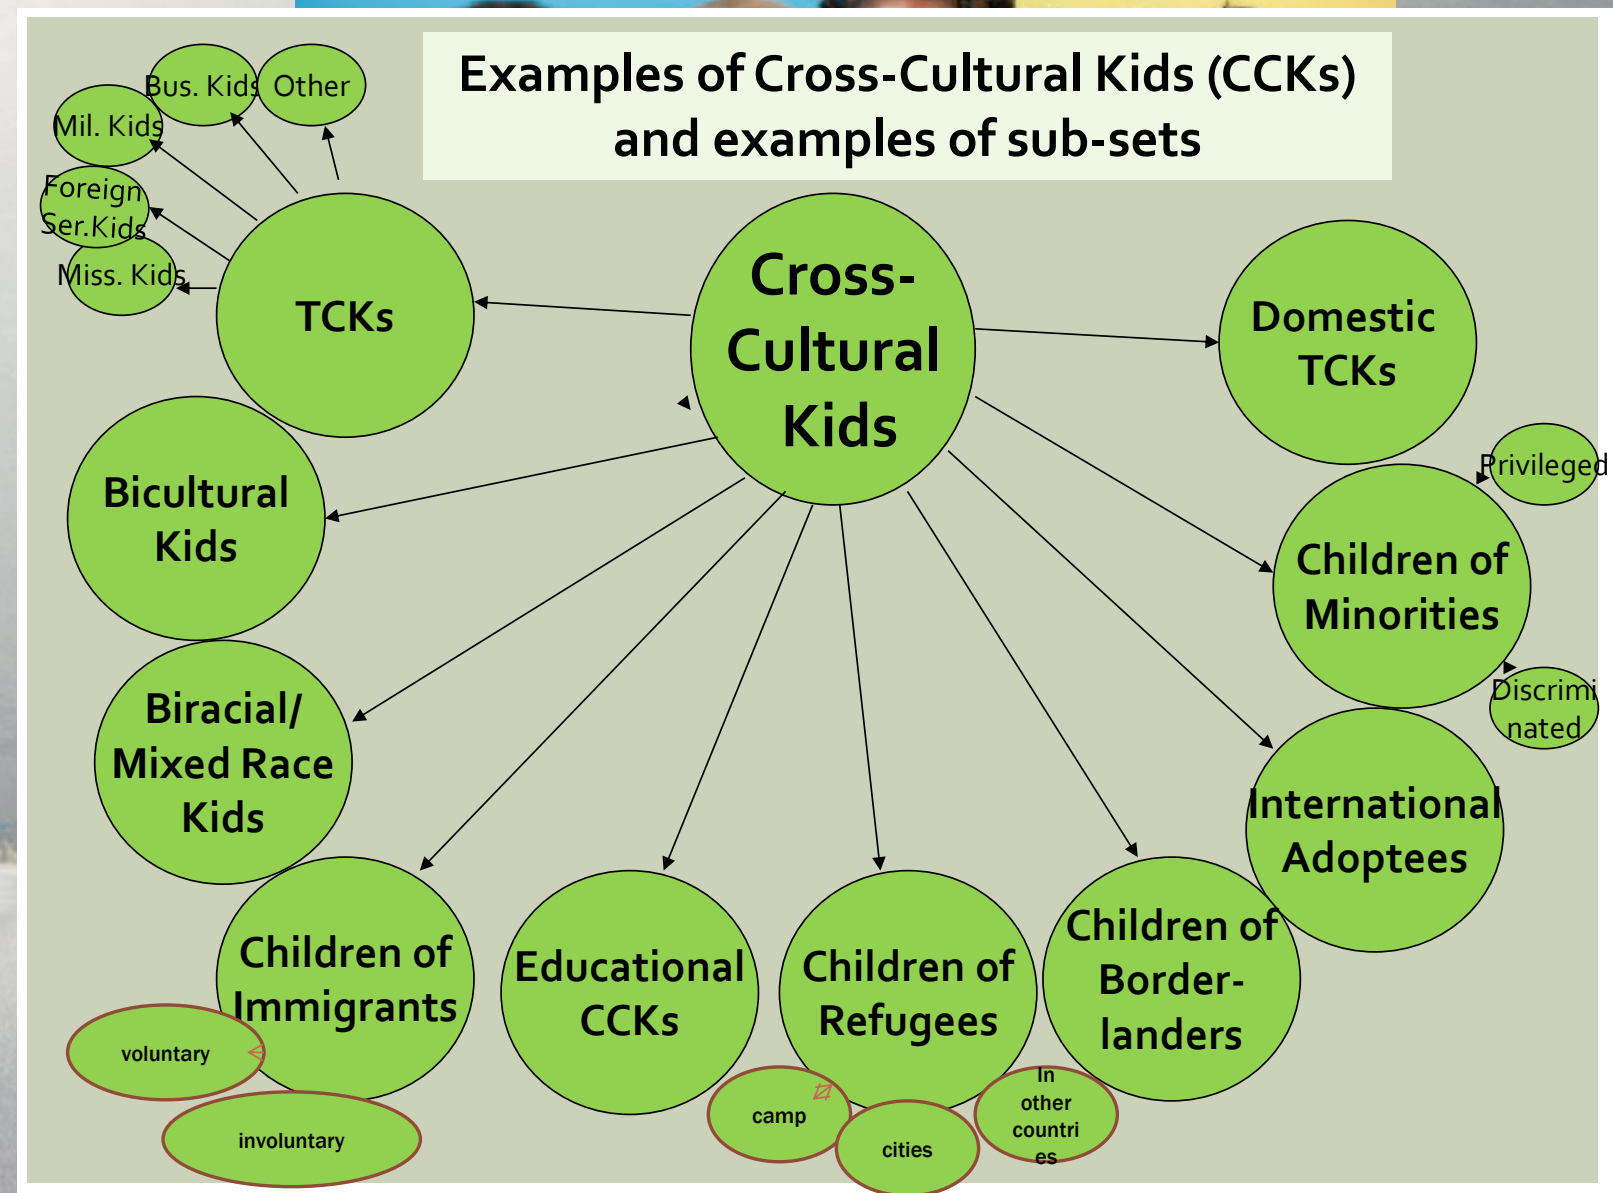 Examples of Cross-Cultural Kids (CCKs)
and examples of sub-sets
Bus. Kids
Other
Mil. Kids
Foreign
Ser.Kids
Miss. Kids
TCKs
Cross-
Cultural
Kids
Domestic
TCKs
Privileged
Bicultural
Kids
Children of
Minorities
Discrimi
nated
Biracial/
Mixed Race
Kids
International
Adoptees
Children of
Immigrants
Educational
CCKs
Children of
Refugees
Children of
Border-
landers
voluntary
involuntary
camp
cities
In
other
countri
es